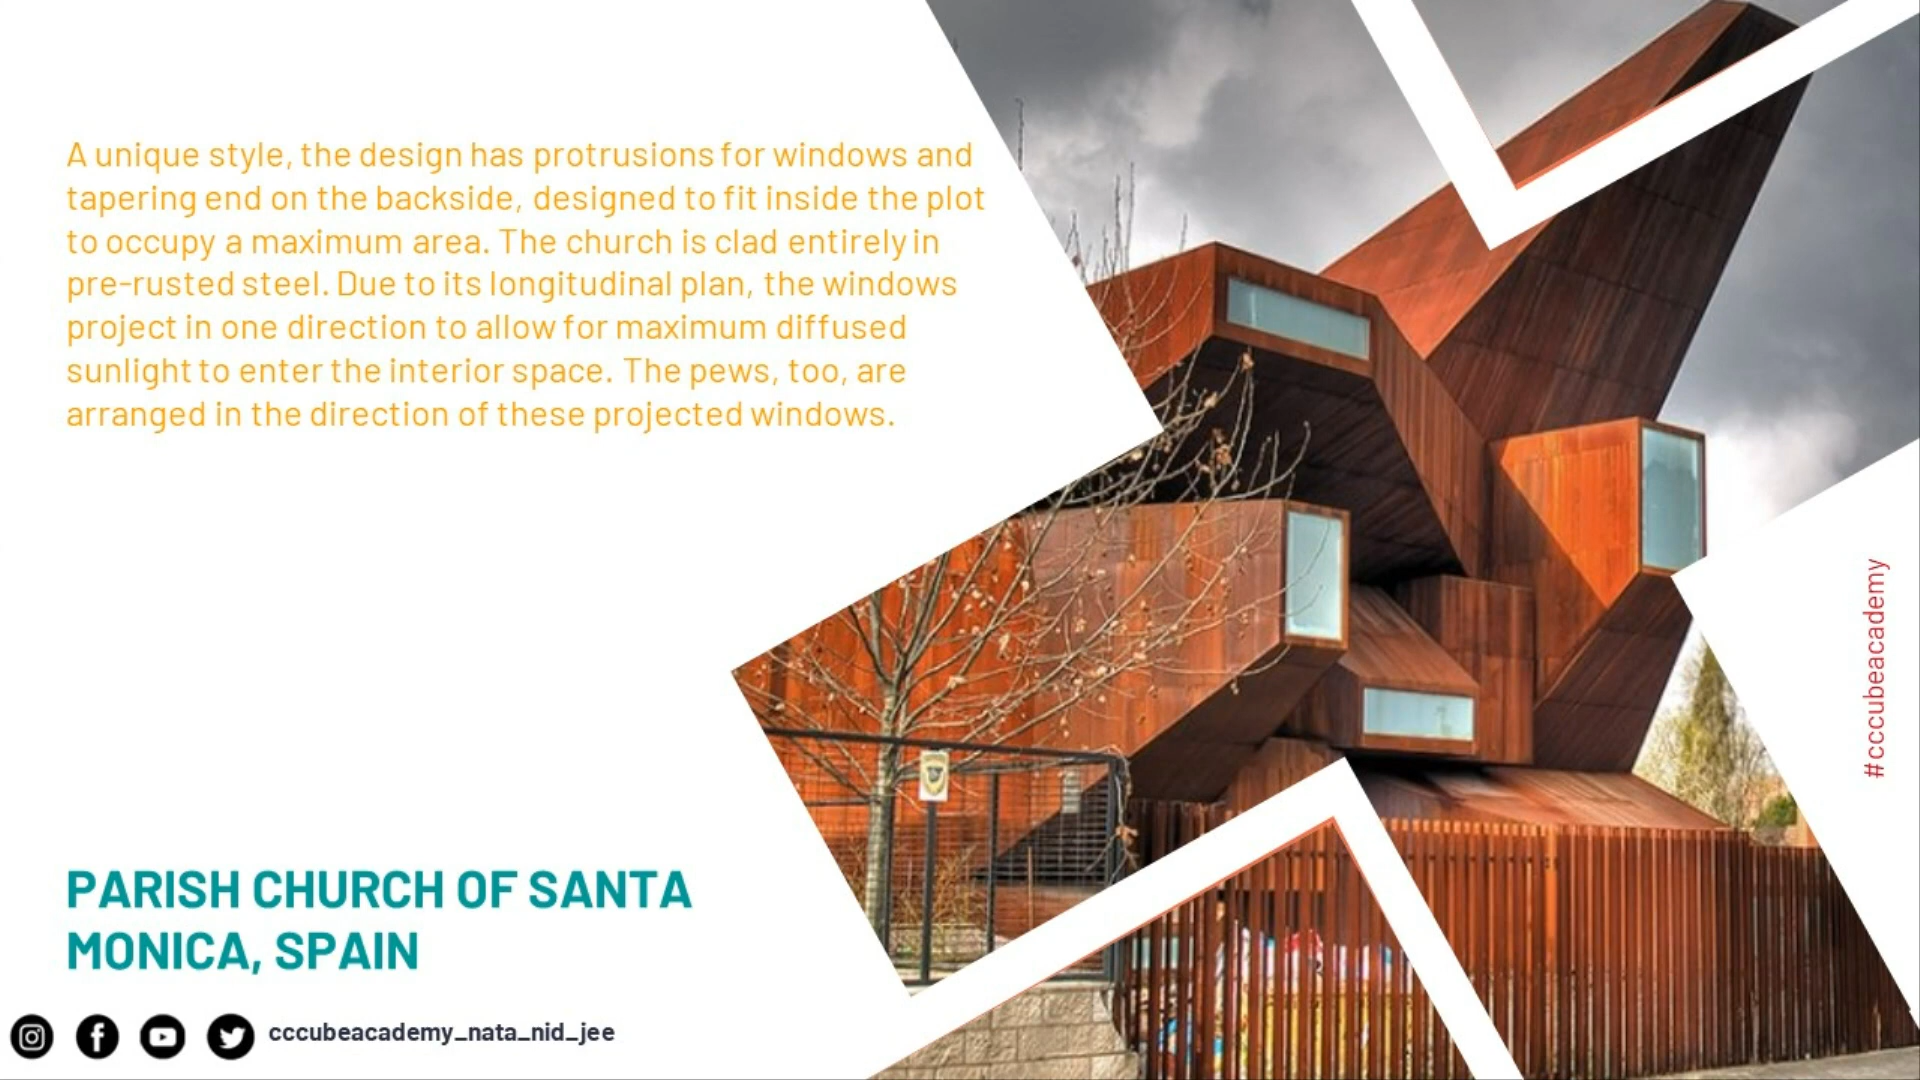 A unique style, the design has protrusions for windows and
tapering end on the backside, designed to fit inside the plot
to occupy a maximum area. The church is clad entirely in
pre-rusted steel. Due to its longitudinal plan, the windows
project in one direction to allow for maximum diffused
sunlight to enter the interior space. The pews, too, are
arranged in the direction of these projected windows.
#cccubeacademy
PARISH CHURCH OF SANTA
MONICA, SPAIN
cccubeacademy_nata_nid_jee